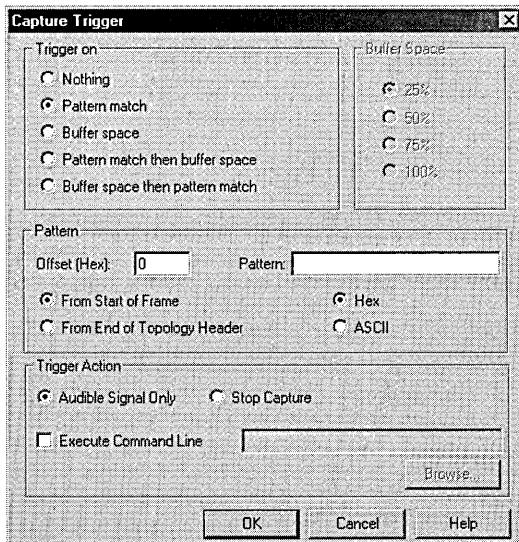 Capture Trigger
Trigger on
Nothing
Pattern match
Buffer space
Pattern match then buffer space
Buffer space then pattern match
Buffer Space
25%
50%
75%
100%
Pattern
Offset (Hex): 0 Pattern:
From Start of Frame Hex
From End of Topology Header ASCII
Trigger Action
Audible Signal Only Stop Capture
Execute Command Line
Browse...
OK Cancel Help